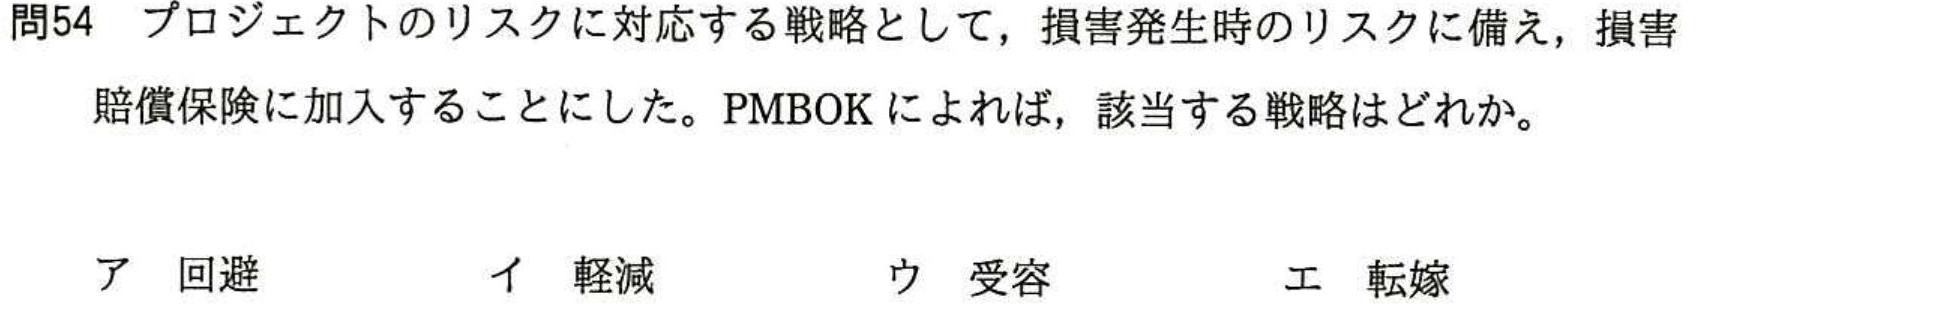 問54 プロジェクトのリスクに対応する戦略として，損害発生時のリスクに備え，損害
賠償保険に加入することにした。PMBOK によれば，該当する戦略はどれか。
ア 回避 イ 軽減 ウ 受容 エ 転嫁